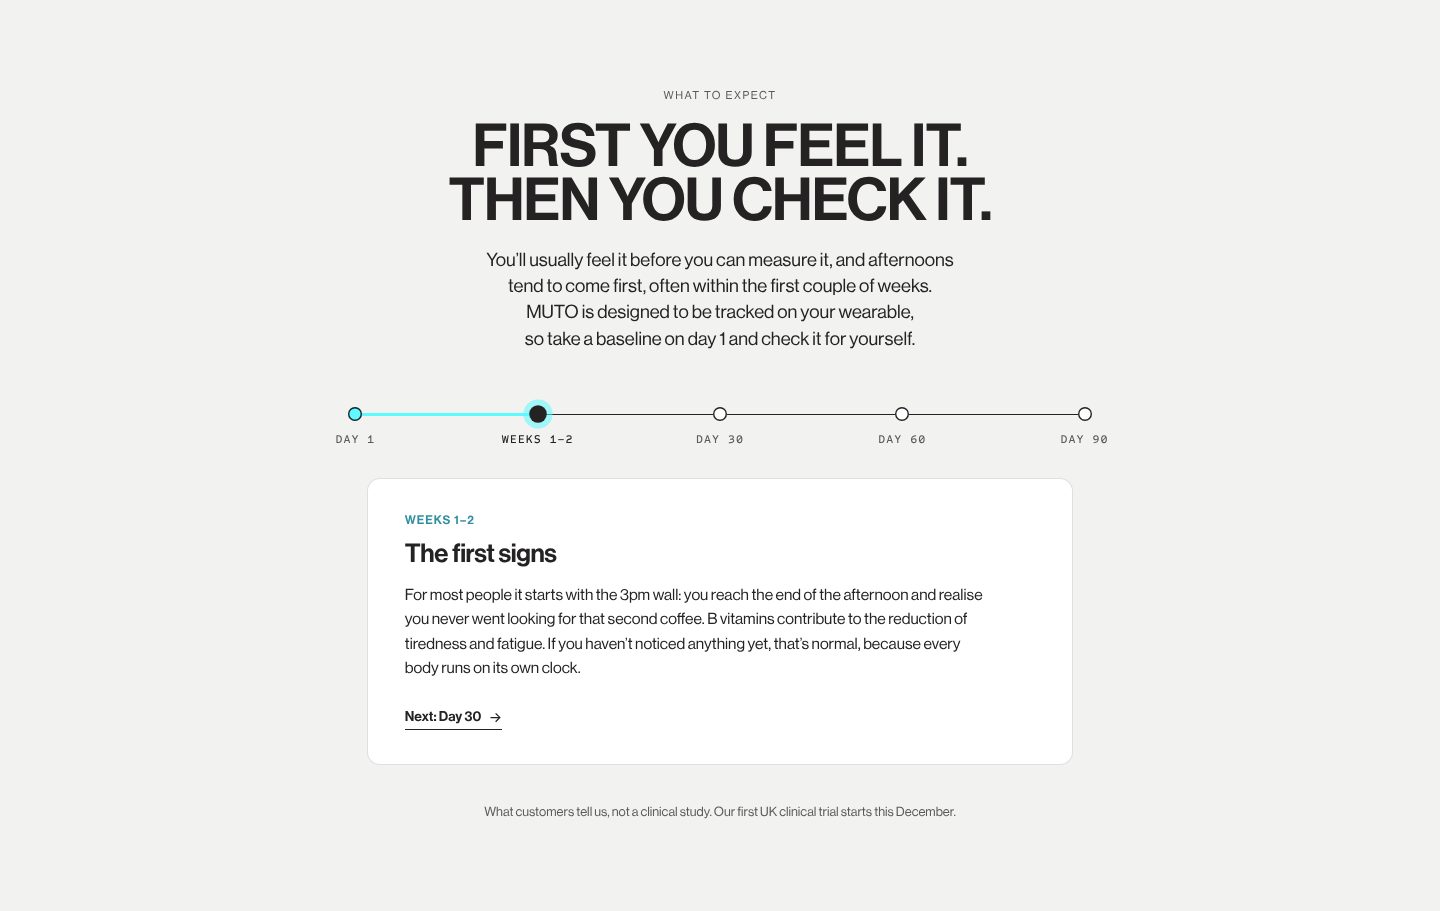 WHAT TO EXPECT
FIRST YOU FEEL IT.
THEN YOU CHECK IT.
You’ll usually feel it before you can measure it, and afternoons
tend to come first, often within the first couple of weeks.
MUTO is designed to be tracked on your wearable,
so take a baseline on day 1 and check it for yourself.
DAY 1
WEEKS 1–2
DAY 30
DAY 60
DAY 90
WEEKS 1–2
The first signs
For most people it starts with the 3pm wall: you reach the end of the afternoon and realise
you never went looking for that second coffee. B vitamins contribute to the reduction of
tiredness and fatigue. If you haven’t noticed anything yet, that’s normal, because every
body runs on its own clock.
Next: Day 30 →
What customers tell us, not a clinical study. Our first UK clinical trial starts this December.